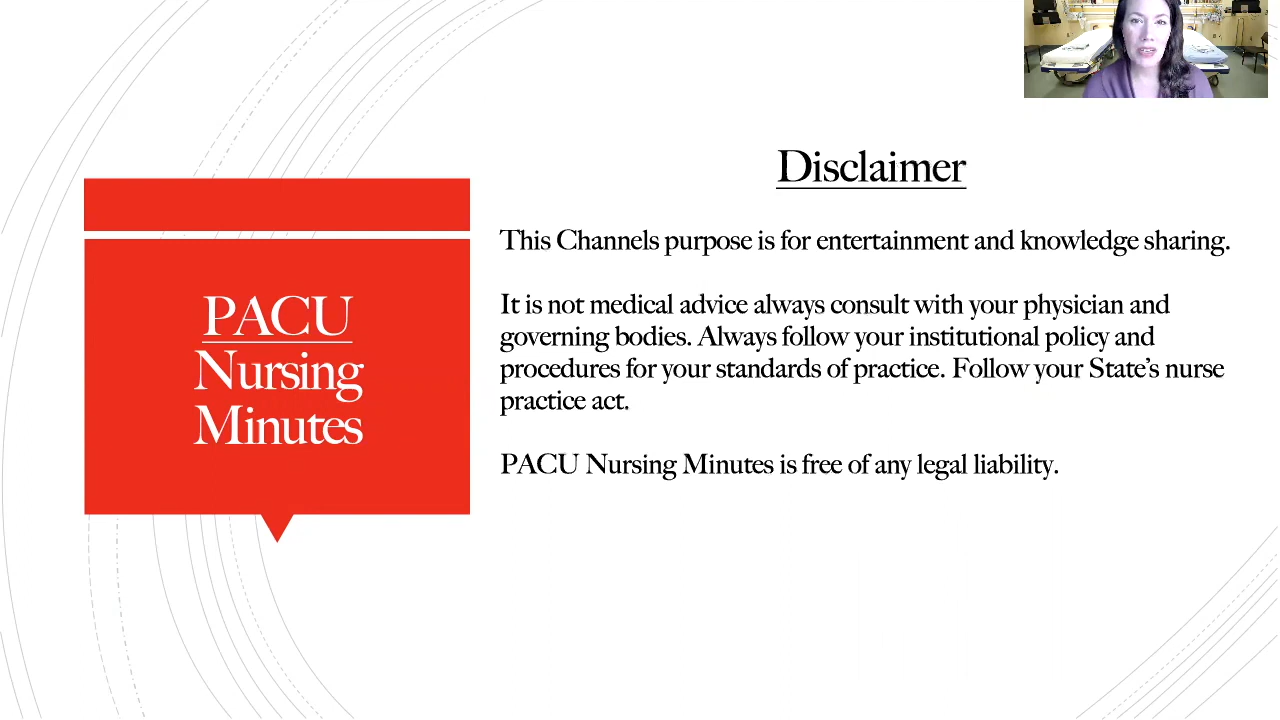 PACU
Nursing
Minutes
Disclaimer
This Channels purpose is for entertainment and knowledge sharing.
It is not medical advice always consult with your physician and
governing bodies. Always follow your institutional policy and
procedures for your standards of practice. Follow your State’s nurse
practice act.
PACU Nursing Minutes is free of any legal liability.